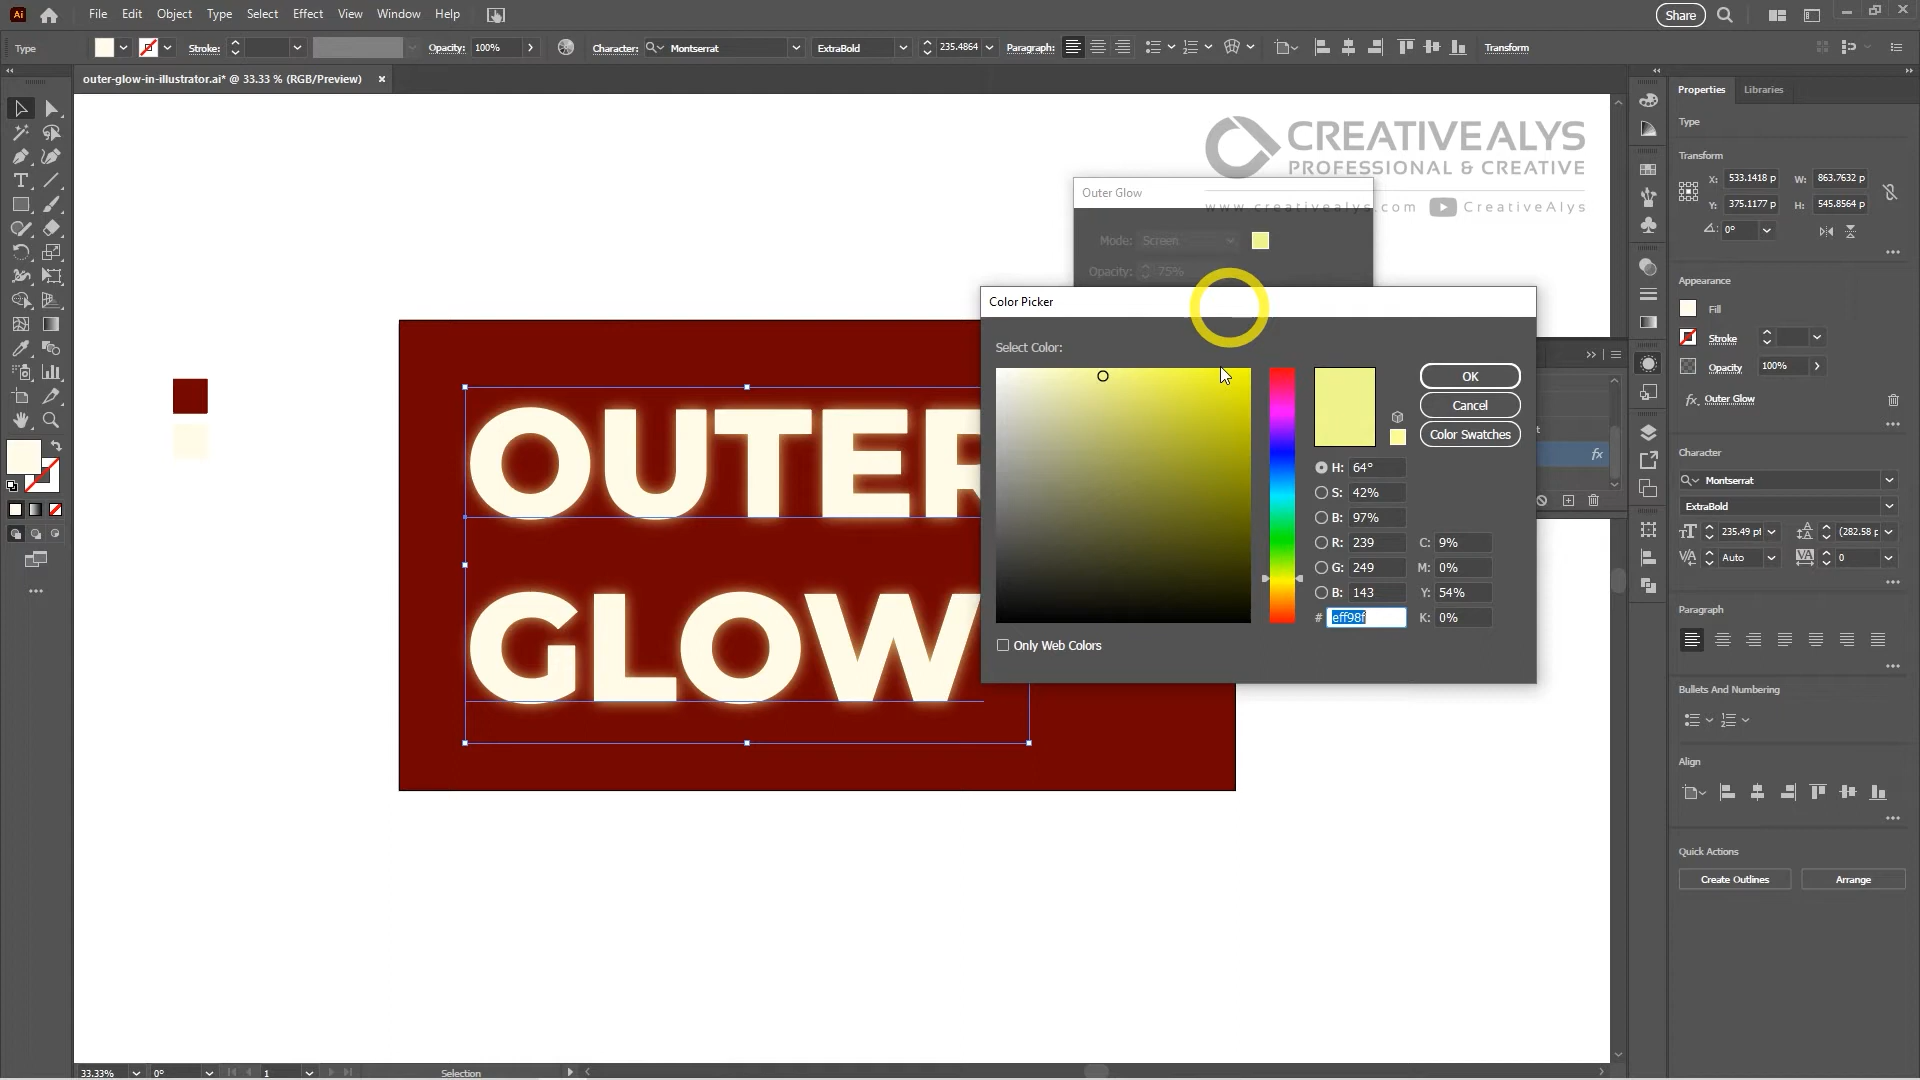 Ai File Edit Object Type Select Effect View Window Help Share
Type Stroke: Opacity: 100% Character: Montserrat ExtraBold 235.4864 Paragraph: Transform
outer-glow-in-illustrator.ai* @ 33.33 % (RGB/Preview) ×
Properties Libraries
Type
Transform
X: 533.1418 p W: 863.7632 p
Y: 375.1177 p H: 545.8564 p
0°
Appearance
Fill
Stroke
Opacity 100%
fx. Outer Glow
Character
Montserrat
ExtraBold
235.49 pt (282.58 p
Auto 0
Paragraph
Bullets And Numbering
Align
Quick Actions
Create Outlines Arrange
CREATIVEALYS
PROFESSIONAL & CREATIVE
www.creativealys.com CreativeAlys
Outer Glow
Mode: Screen
Opacity: 75%
Color Picker
Select Color:
OK
Cancel
Color Swatches
H: 64°
S: 42%
B: 97%
R: 239 C: 9%
G: 249 M: 0%
B: 143 Y: 54%
# eff98f K: 0%
Only Web Colors
fx
OUTER
GLOW
33.33% 0° 1 Selection